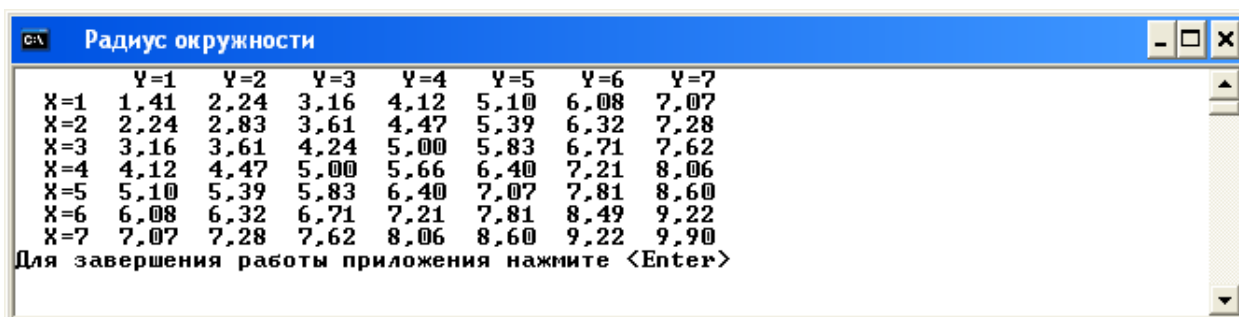 C:\ Радиус окружности
Y=1 Y=2 Y=3 Y=4 Y=5 Y=6 Y=7
X=1 1,41 2,24 3,16 4,12 5,10 6,08 7,07
X=2 2,24 2,83 3,61 4,47 5,39 6,32 7,28
X=3 3,16 3,61 4,24 5,00 5,83 6,71 7,62
X=4 4,12 4,47 5,00 5,66 6,40 7,21 8,06
X=5 5,10 5,39 5,83 6,40 7,07 7,81 8,60
X=6 6,08 6,32 6,71 7,21 7,81 8,49 9,22
X=7 7,07 7,28 7,62 8,06 8,60 9,22 9,90
Для завершения работы приложения нажмите <Enter>